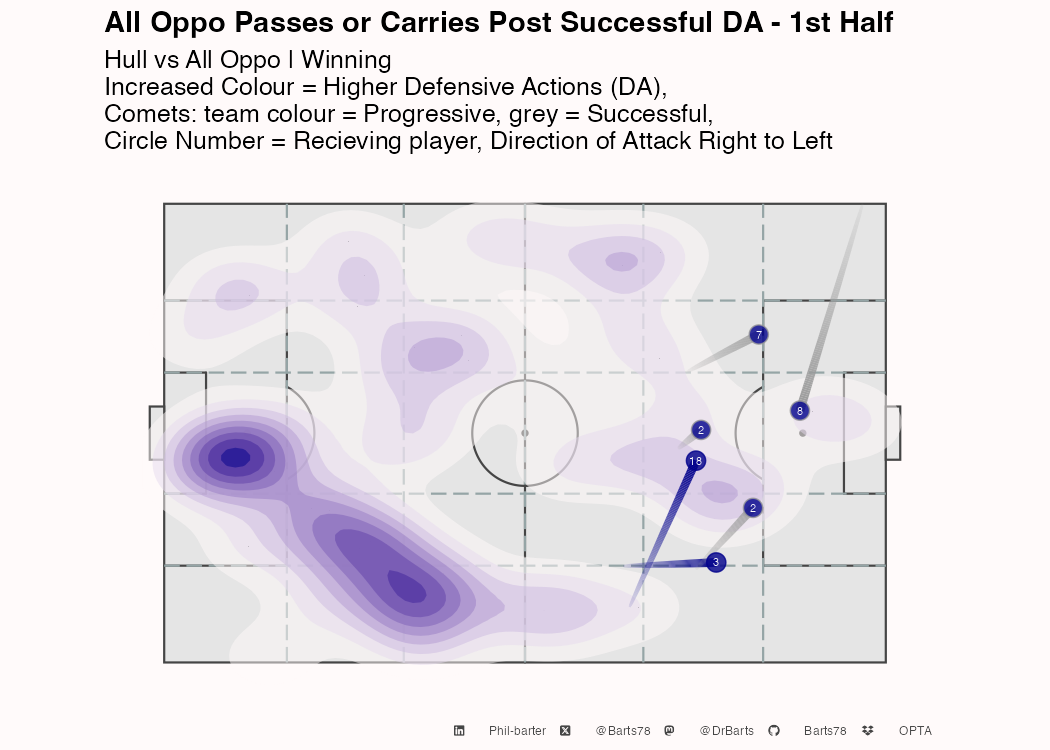 All Oppo Passes or Carries Post Successful DA - 1st Half
Hull vs All Oppo | Winning
Increased Colour = Higher Defensive Actions (DA),
Comets: team colour = Progressive, grey = Successful,
Circle Number = Recieving player, Direction of Attack Right to Left
7
8
2
18
2
3
Phil-barter @Barts78 @DrBarts Barts78 OPTA